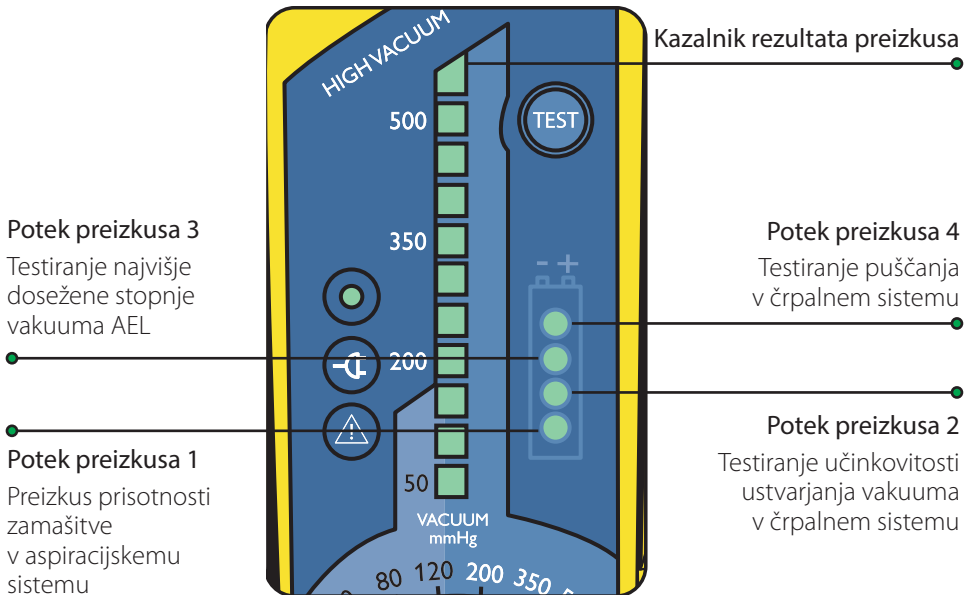 Kazalnik rezultata preizkusa
HIGH VACUUM
500
TEST
350
200
50
VACUUM
mmHg
80 120 200 350
- +
Potek preizkusa 3
Testiranje najvišje
dosežene stopnje
vakuuma AEL
Potek preizkusa 1
Preizkus prisotnosti
zamašitve
v aspiracijskemu
sistemu
Potek preizkusa 4
Testiranje puščanja
v črpalnem sistemu
Potek preizkusa 2
Testiranje učinkovitosti
ustvarjanja vakuuma
v črpalnem sistemu